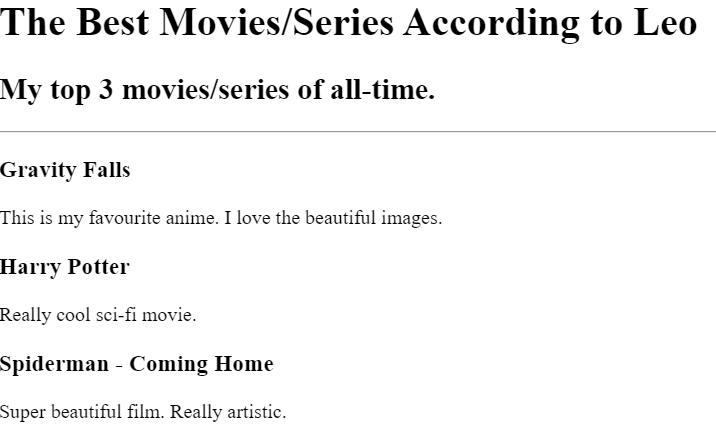 The Best Movies/Series According to Leo
My top 3 movies/series of all-time.
Gravity Falls
This is my favourite anime. I love the beautiful images.
Harry Potter
Really cool sci-fi movie.
Spiderman - Coming Home
Super beautiful film. Really artistic.